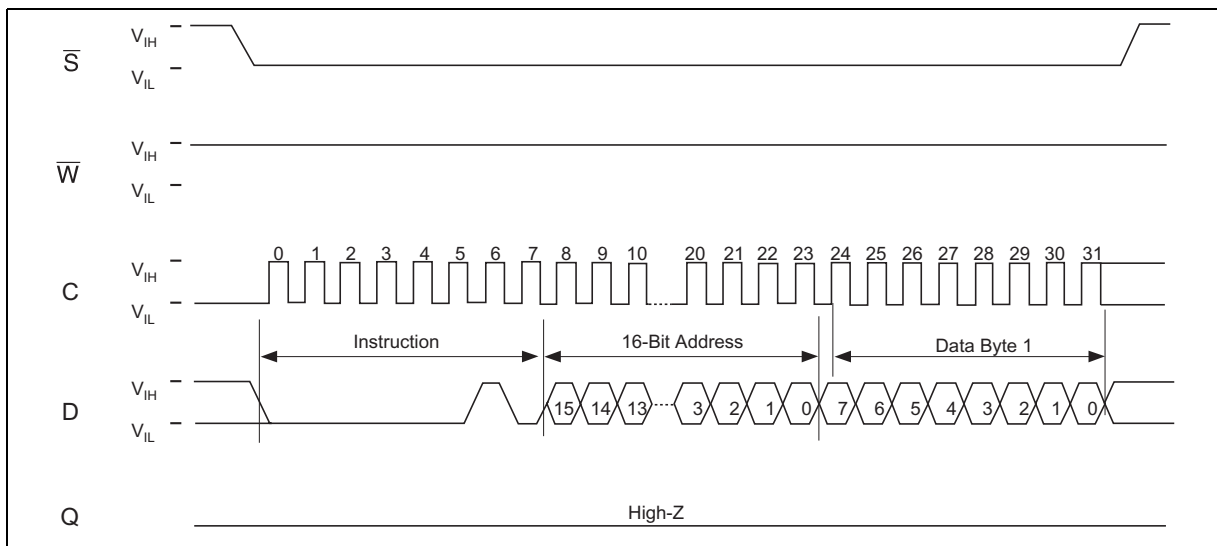 S̅
V_IH
V_IL
W̅
V_IH
V_IL
C
V_IH
V_IL
0 1 2 3 4 5 6 7 8 9 10 20 21 22 23 24 25 26 27 28 29 30 31
Instruction 16-Bit Address Data Byte 1
D
V_IH
V_IL
15 14 13 3 2 1 0 7 6 5 4 3 2 1 0
Q
High-Z